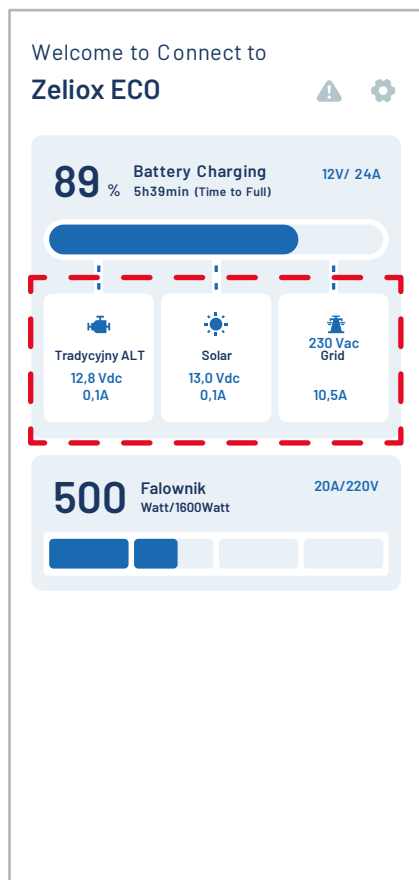 Welcome to Connect to
Zeliox ECO
89 %
Battery Charging
5h39min (Time to Full)
12V/ 24A
Tradycyjny ALT
12,8 Vdc
0,1A
Solar
13,0 Vdc
0,1A
230 Vac
Grid
10,5A
500
Falownik
Watt/1600Watt
20A/220V